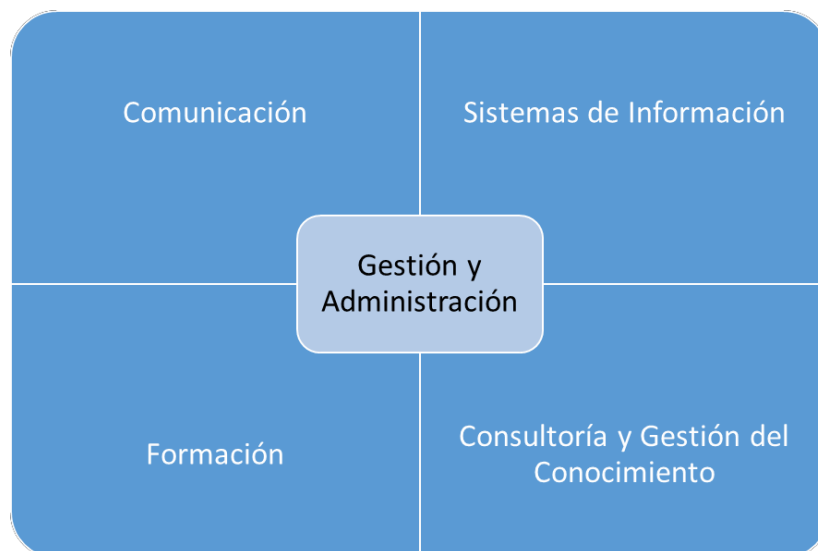 Comunicación
Sistemas de Información
Gestión y
Administración
Formación
Consultoría y Gestión del
Conocimiento